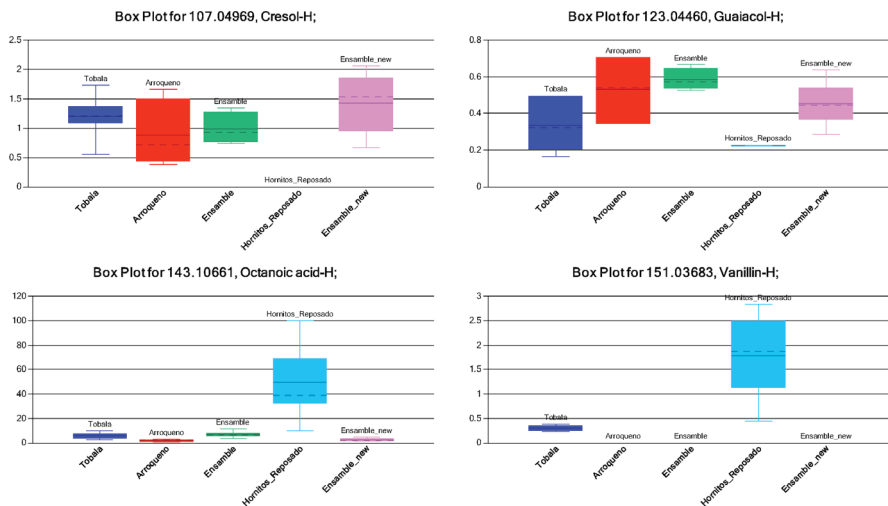 Box Plot for 107.04969, Cresol-H;
2.5
2
1.5
1
0.5
0
Tobala
Arroqueno
Ensamble
Hornitos_Reposado
Ensamble_new
Tobala
Arroqueno
Ensamble
Hornitos_Reposado
Ensamble_new
Box Plot for 123.04460, Guaiacol-H;
0.8
0.6
0.4
0.2
0
Tobala
Arroqueno
Ensamble
Hornitos_Reposado
Ensamble_new
Tobala
Arroqueno
Ensamble
Hornitos_Reposado
Ensamble_new
Box Plot for 143.10661, Octanoic acid-H;
120
100
80
60
40
20
0
Tobala
Arroqueno
Ensamble
Hornitos_Reposado
Ensamble_new
Tobala
Arroqueno
Ensamble
Hornitos_Reposado
Ensamble_new
Box Plot for 151.03683, Vanillin-H;
3
2.5
2
1.5
1
0.5
0
Tobala
Arroqueno
Ensamble
Hornitos_Reposado
Ensamble_new
Tobala
Arroqueno
Ensamble
Hornitos_Reposado
Ensamble_new